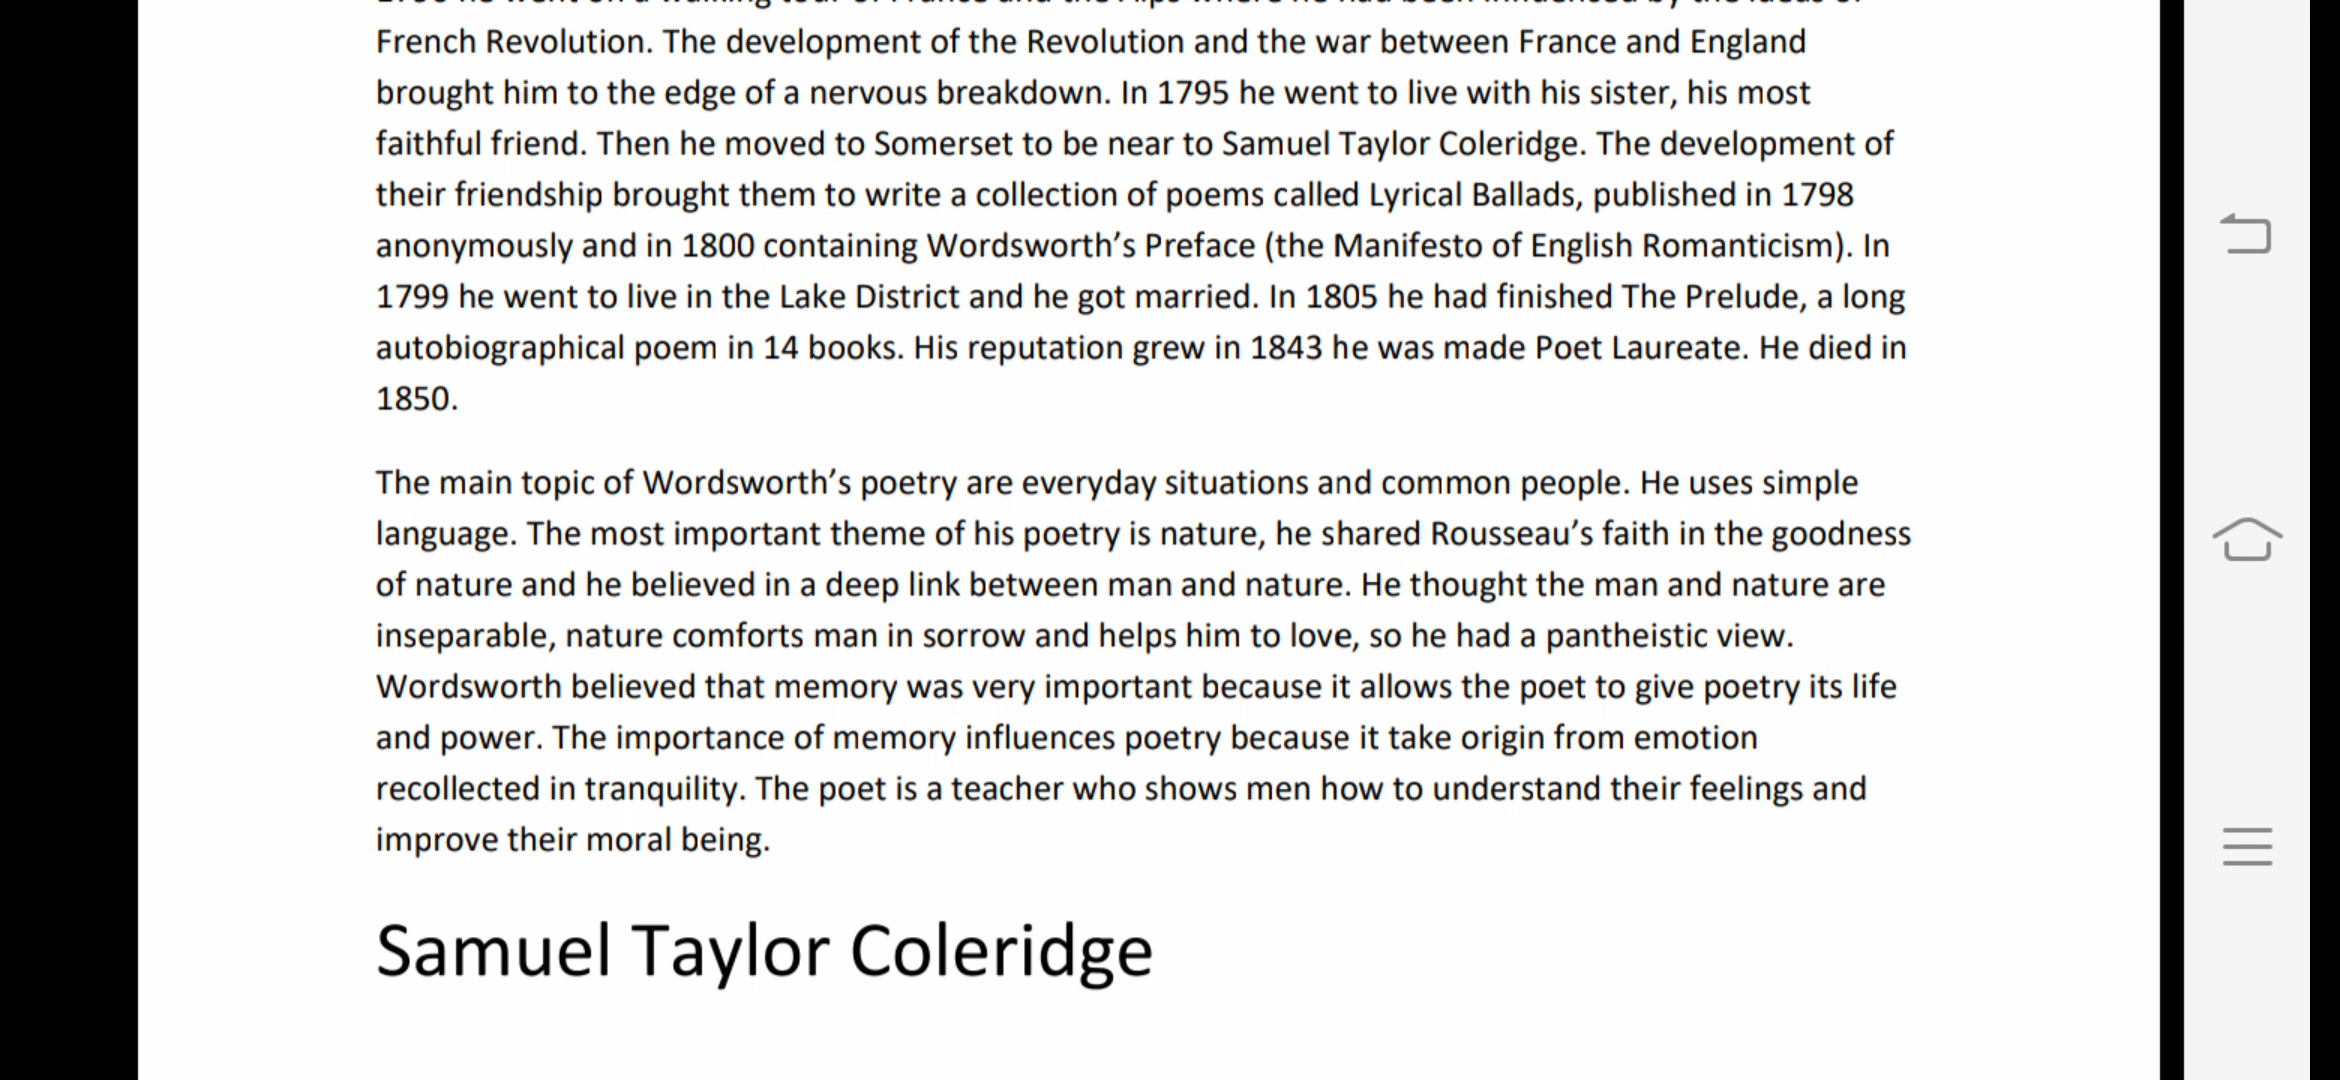 French Revolution. The development of the Revolution and the war between France and England
brought him to the edge of a nervous breakdown. In 1795 he went to live with his sister, his most
faithful friend. Then he moved to Somerset to be near to Samuel Taylor Coleridge. The development of
their friendship brought them to write a collection of poems called Lyrical Ballads, published in 1798
anonymously and in 1800 containing Wordsworth’s Preface (the Manifesto of English Romanticism). In
1799 he went to live in the Lake District and he got married. In 1805 he had finished The Prelude, a long
autobiographical poem in 14 books. His reputation grew in 1843 he was made Poet Laureate. He died in
1850.
The main topic of Wordsworth’s poetry are everyday situations and common people. He uses simple
language. The most important theme of his poetry is nature, he shared Rousseau’s faith in the goodness
of nature and he believed in a deep link between man and nature. He thought the man and nature are
inseparable, nature comforts man in sorrow and helps him to love, so he had a pantheistic view.
Wordsworth believed that memory was very important because it allows the poet to give poetry its life
and power. The importance of memory influences poetry because it take origin from emotion
recollected in tranquility. The poet is a teacher who shows men how to understand their feelings and
improve their moral being.
Samuel Taylor Coleridge